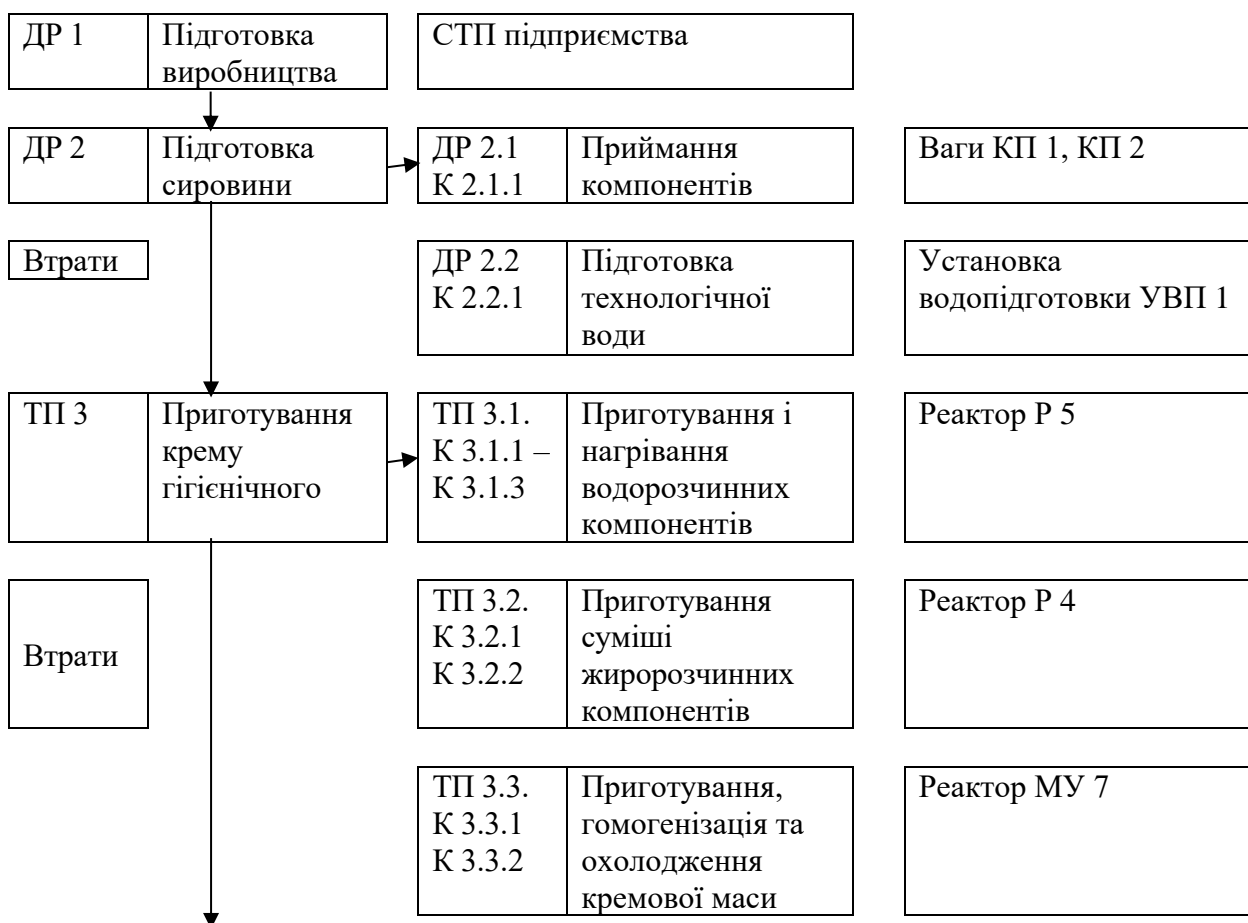 ДР 1
Підготовка
виробництва
СТП підприємства
ДР 2
Підготовка
сировини
ДР 2.1
К 2.1.1
Приймання
компонентів
Ваги КП 1, КП 2
Втрати
ДР 2.2
К 2.2.1
Підготовка
технологічної
води
Установка
водопідготовки УВП 1
ТП 3
Приготування
крему
гігієнічного
ТП 3.1.
К 3.1.1 –
К 3.1.3
Приготування і
нагрівання
водорозчинних
компонентів
Реактор Р 5
Втрати
ТП 3.2.
К 3.2.1
К 3.2.2
Приготування
суміші
жиророзчинних
компонентів
Реактор Р 4
ТП 3.3.
К 3.3.1
К 3.3.2
Приготування,
гомогенізація та
охолодження
кремової маси
Реактор МУ 7